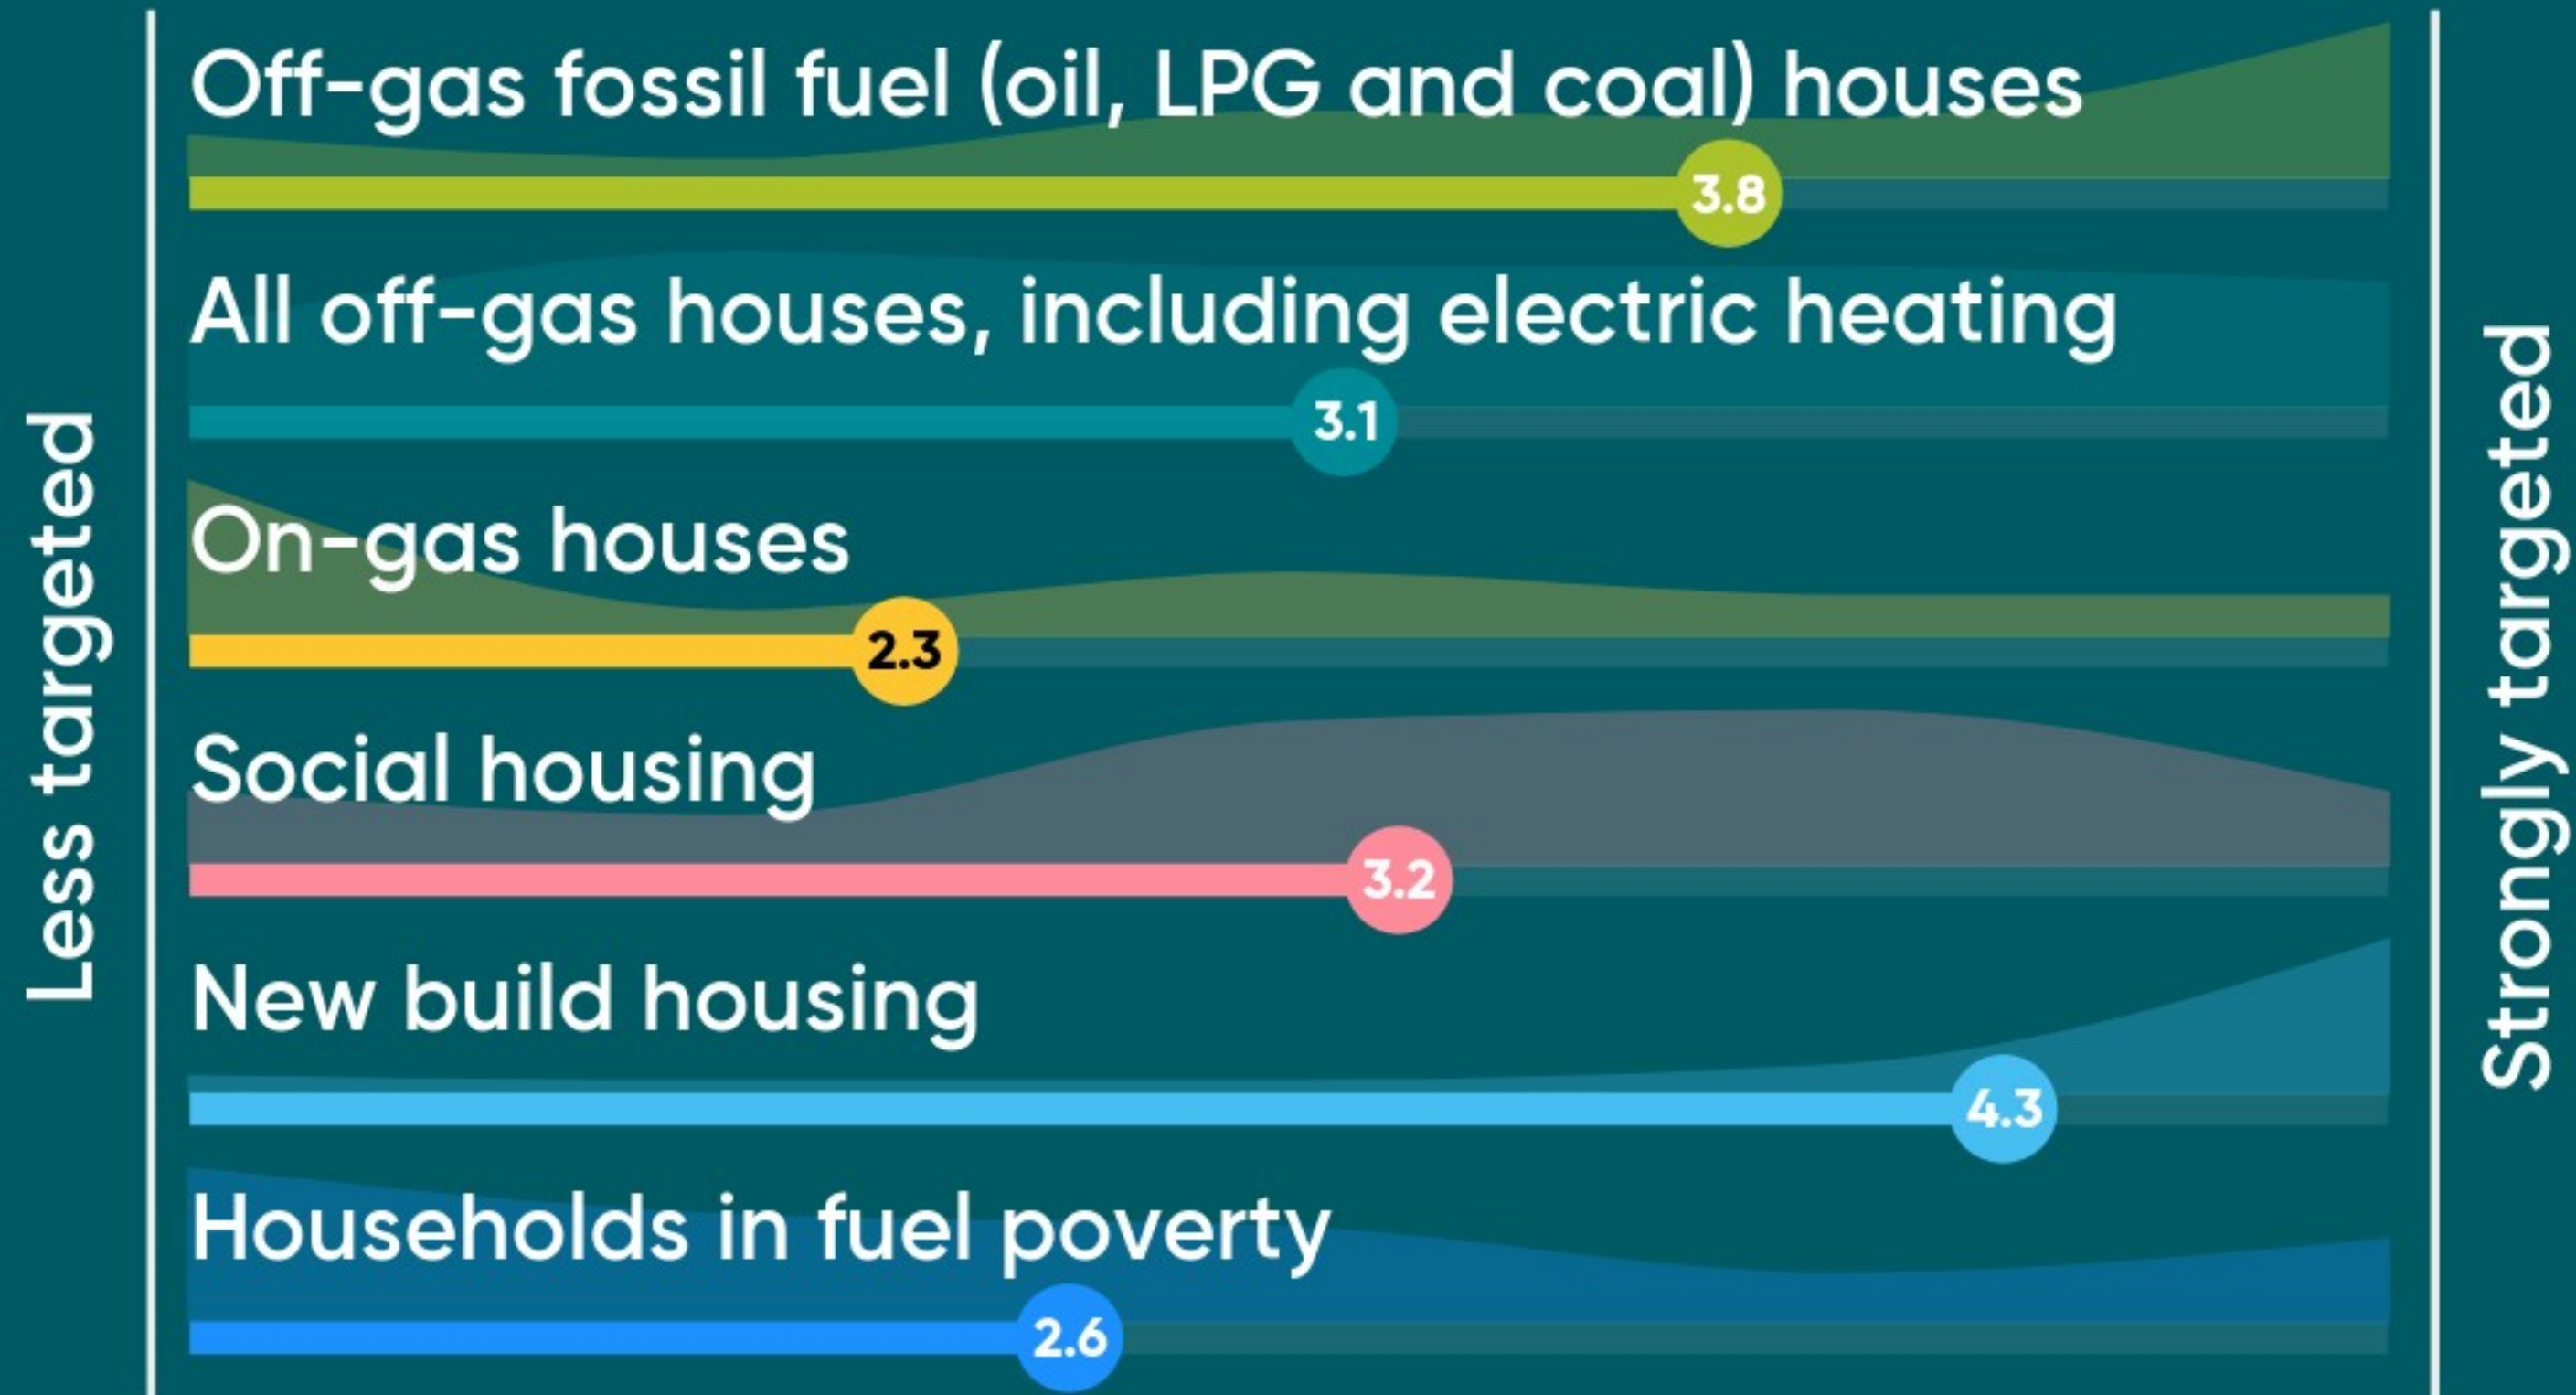 Less targeted
Off-gas fossil fuel (oil, LPG and coal) houses
3.8
All off-gas houses, including electric heating
3.1
On-gas houses
2.3
Social housing
3.2
New build housing
4.3
Households in fuel poverty
2.6
Strongly targeted